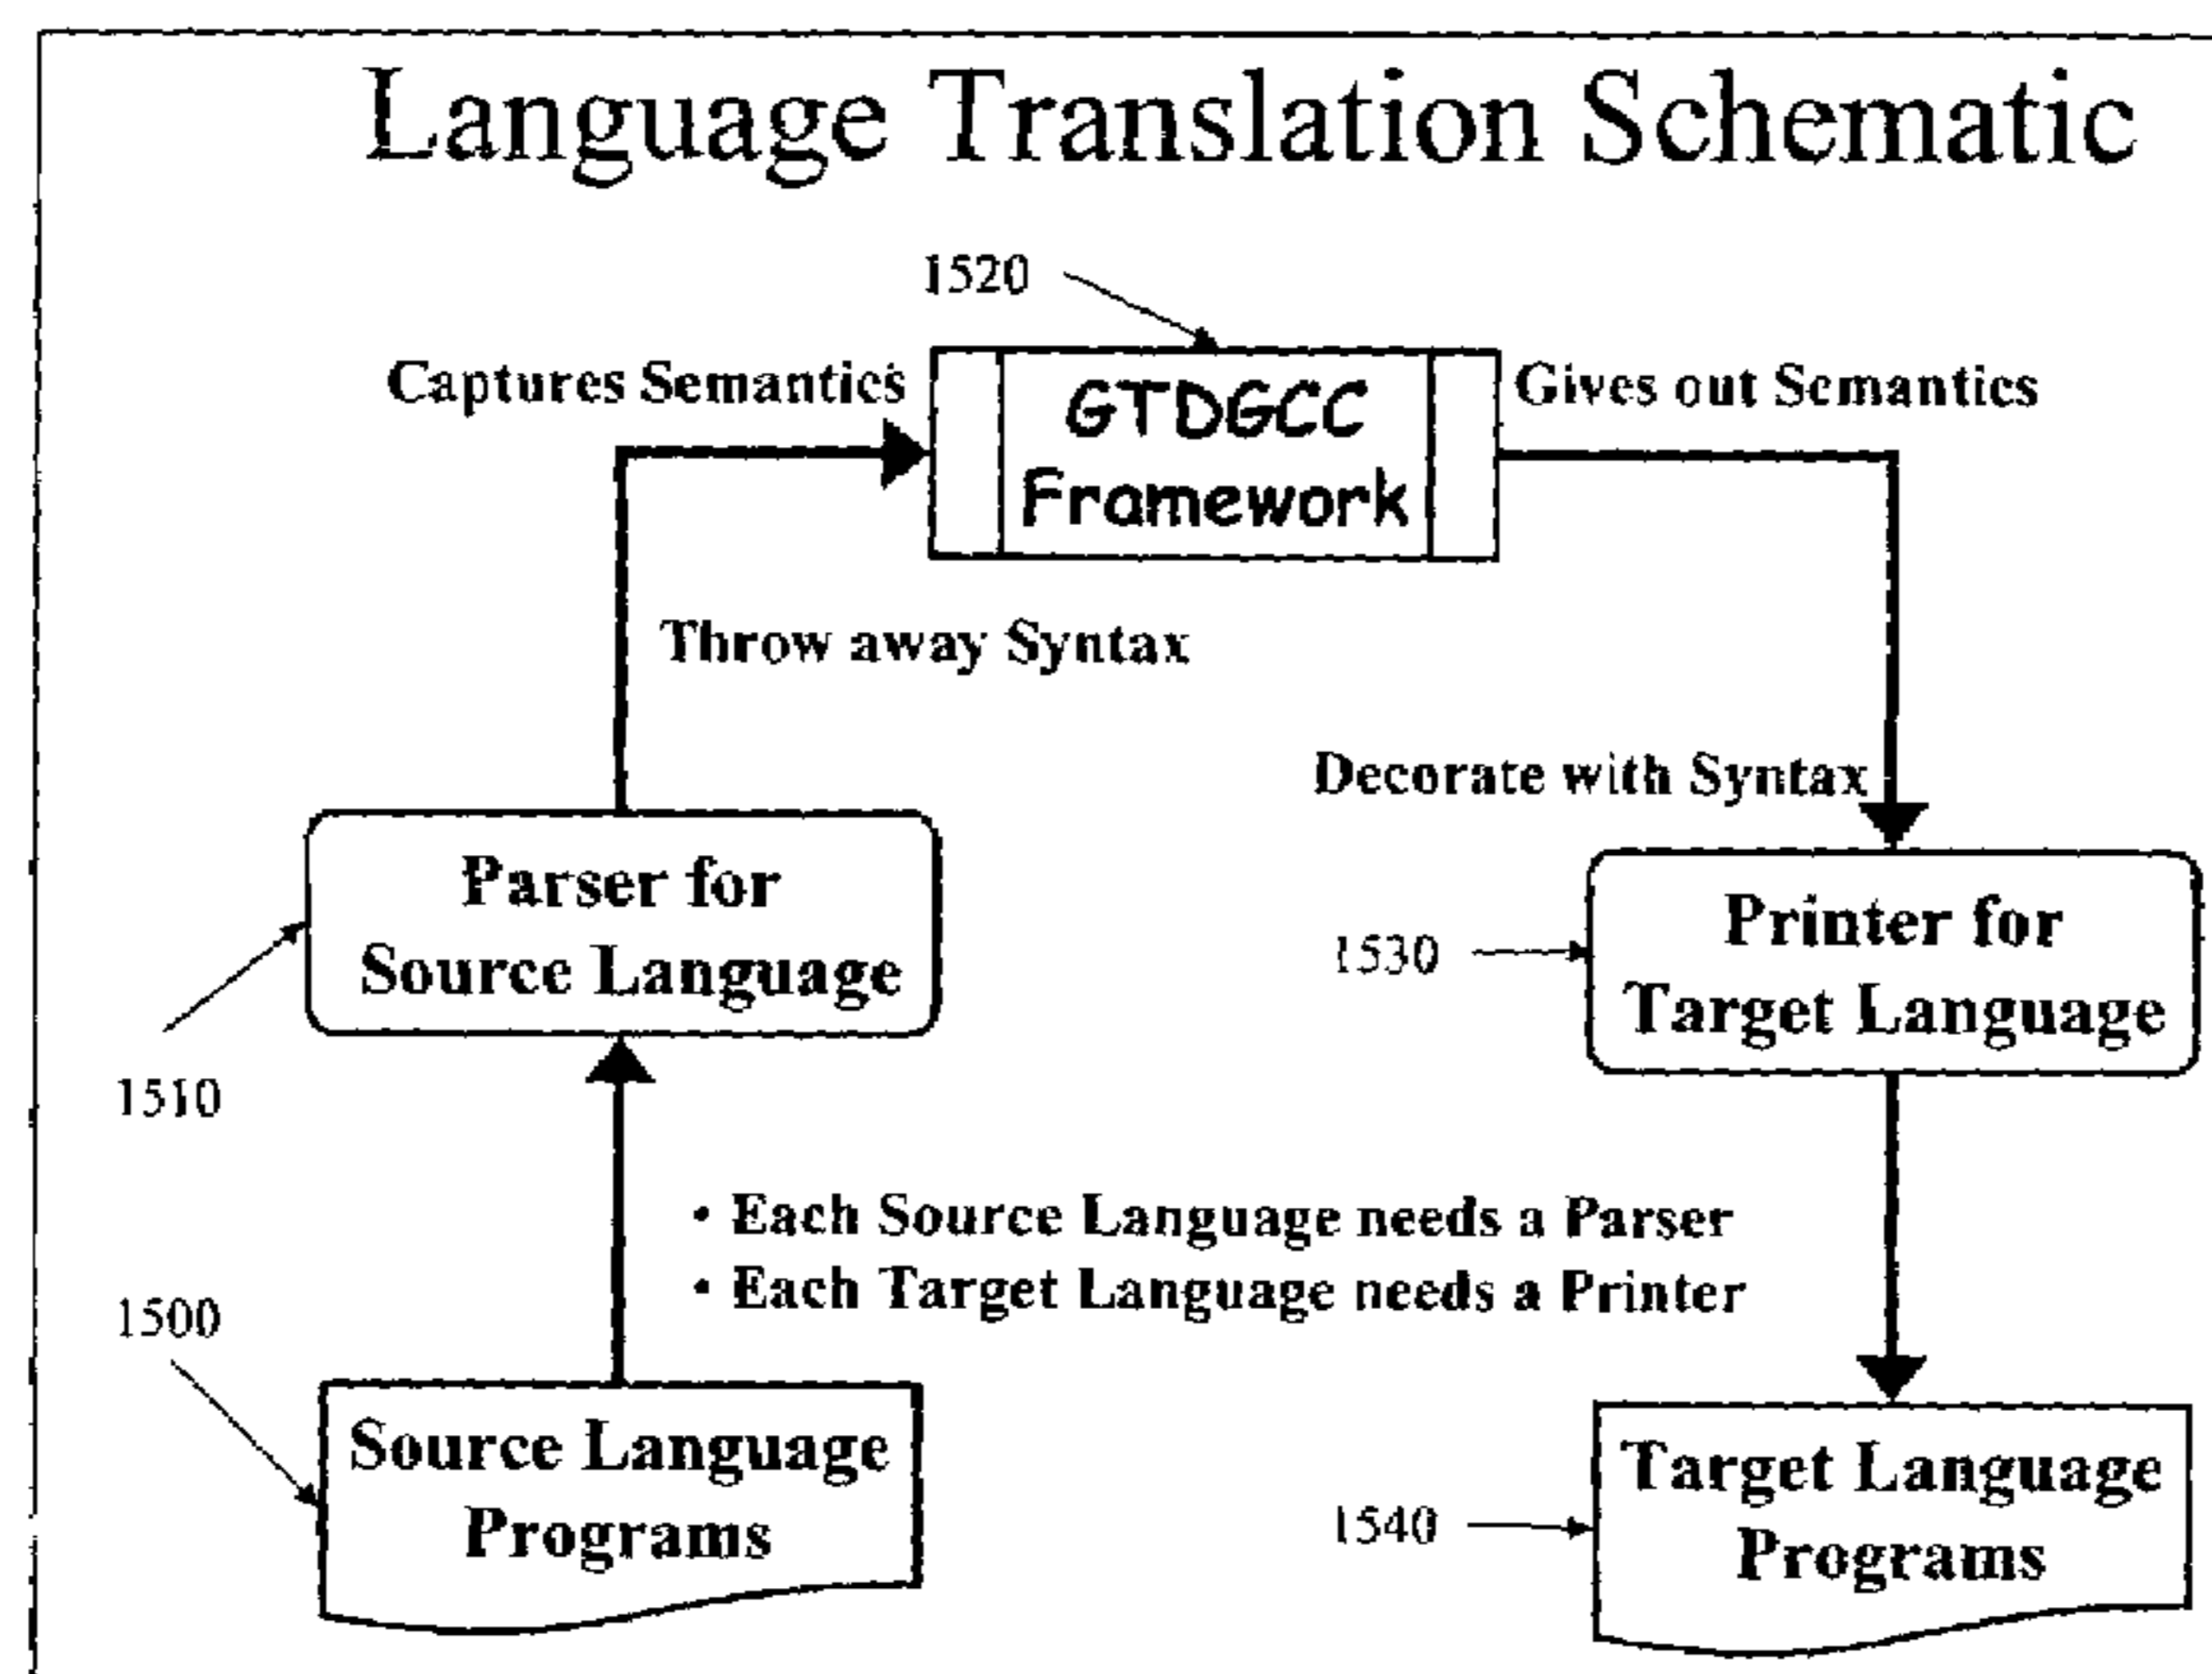 Language Translation Schematic
1520
Captures Semantics
GTDGCC
Framework
Gives out Semantics
Throw away Syntax
Decorate with Syntax
Parser for
Source Language
Printer for
Target Language
1530
1510
• Each Source Language needs a Parser
• Each Target Language needs a Printer
1500
Source Language
Programs
Target Language
Programs
1540